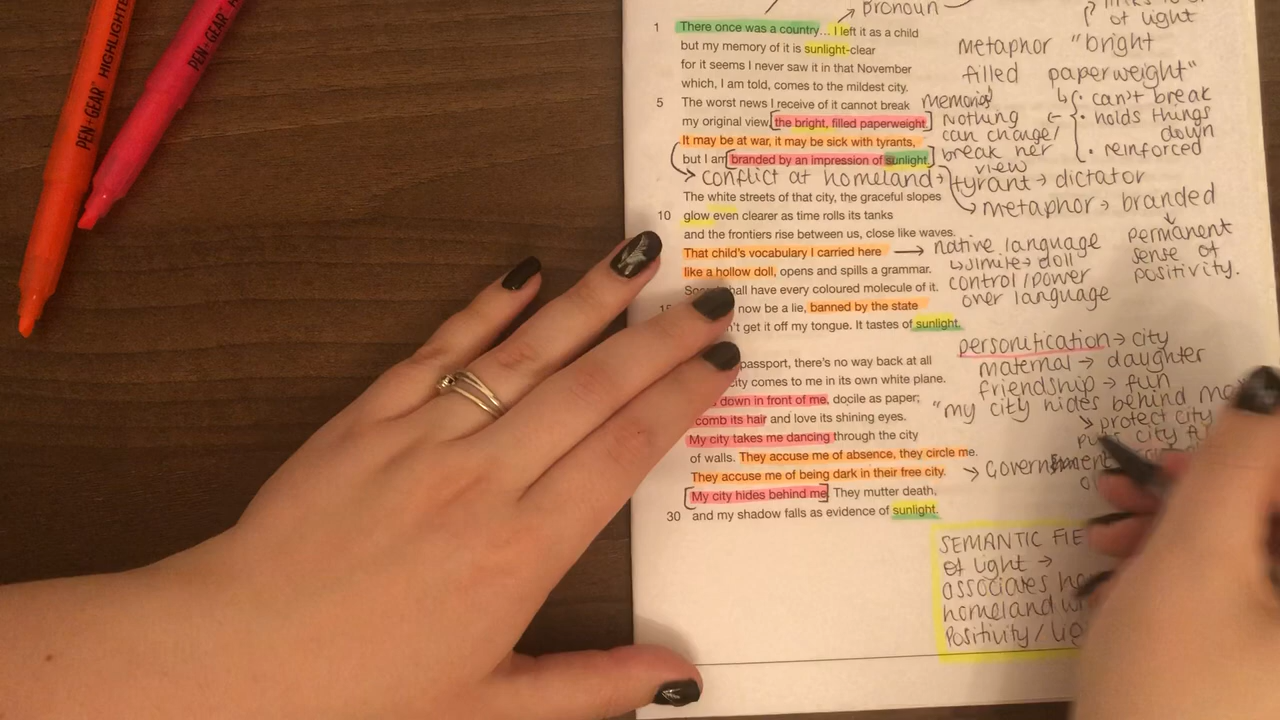 PEN+GEAR™ HIGHLIGHTER
PEN+GEAR™ H
pronoun
of light
1 There once was a country... I left it as a child
but my memory of it is sunlight-clear
for it seems I never saw it in that November
which, I am told, comes to the mildest city.
5 The worst news I receive of it cannot break
my original view, the bright, filled paperweight.
It may be at war, it may be sick with tyrants,
but I am branded by an impression of sunlight.
The white streets of that city, the graceful slopes
10 glow even clearer as time rolls its tanks
and the frontiers rise between us, close like waves.
That child's vocabulary I carried here
like a hollow doll, opens and spills a grammar.
hall have every coloured molecule of it.
now be a lie, banned by the state
n't get it off my tongue. It tastes of sunlight.
passport, there's no way back at all
city comes to me in its own white plane.
down in front of me, docile as paper;
comb its hair and love its shining eyes.
My city takes me dancing through the city
of walls. They accuse me of absence, they circle me.
They accuse me of being dark in their free city.
My city hides behind me. They mutter death,
30 and my shadow falls as evidence of sunlight.
metaphor "bright
filled paperweight"
can't break
holds things
down
reinforced
memories
nothing
can change/
break her
view
conflict at homeland
tyrant → dictator
metaphor → branded
permanent
sense of
positivity.
native language
simile → doll
control/power
over language
personification → city
maternal → daughter
friendship → fun
"my city hides behind me
protect city
city
Government
SEMANTIC FIE
of light →
associates
homeland
positivity/